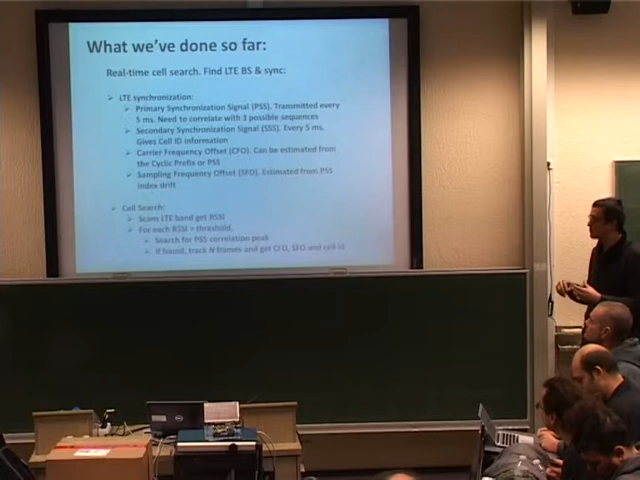 What we've done so far:
Real-time cell search. Find LTE BS & sync:
LTE synchronization:
Primary Synchronization Signal (PSS). Transmitted every
5 ms. Need to correlate with 3 possible sequences
Secondary Synchronization Signal (SSS). Every 5 ms.
Gives Cell ID information
Carrier Frequency Offset (CFO). Can be estimated from
the Cyclic Prefix or PSS
Sampling Frequency Offset (SFO). Estimated from PSS
index drift
Cell Search:
Scans LTE band get RSSI
For each RSSI > threshold,
Search for PSS correlation peak
If found, track N frames and get CFO, SFO and cell id